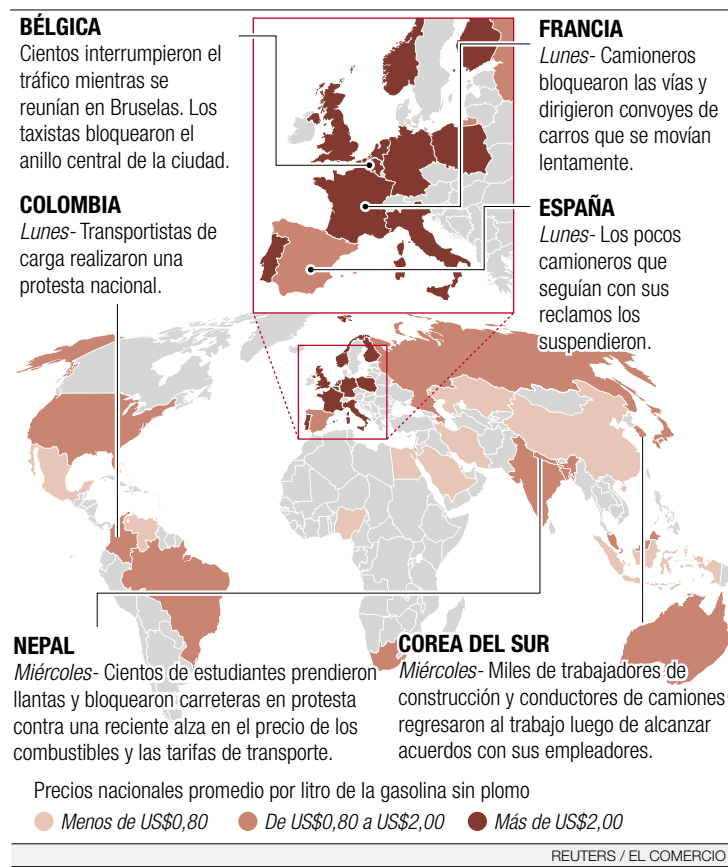 BÉLGICA
Cientos interrumpieron el
tráfico mientras se
reunían en Bruselas. Los
taxistas bloquearon el
anillo central de la ciudad.
COLOMBIA
Lunes- Transportistas de
carga realizaron una
protesta nacional.
FRANCIA
Lunes- Camioneros
bloquearon las vías y
dirigieron convoyes de
carros que se movían
lentamente.
ESPAÑA
Lunes- Los pocos
camioneros que
seguían con sus
reclamos los
suspendieron.
NEPAL
Miércoles- Cientos de estudiantes prendieron
llantas y bloquearon carreteras en protesta
contra una reciente alza en el precio de los
combustibles y las tarifas de transporte.
COREA DEL SUR
Miércoles- Miles de trabajadores de
construcción y conductores de camiones
regresaron al trabajo luego de alcanzar
acuerdos con sus empleadores.
Precios nacionales promedio por litro de la gasolina sin plomo
Menos de US$0,80 De US$0,80 a US$2,00 Más de US$2,00
REUTERS / EL COMERCIO